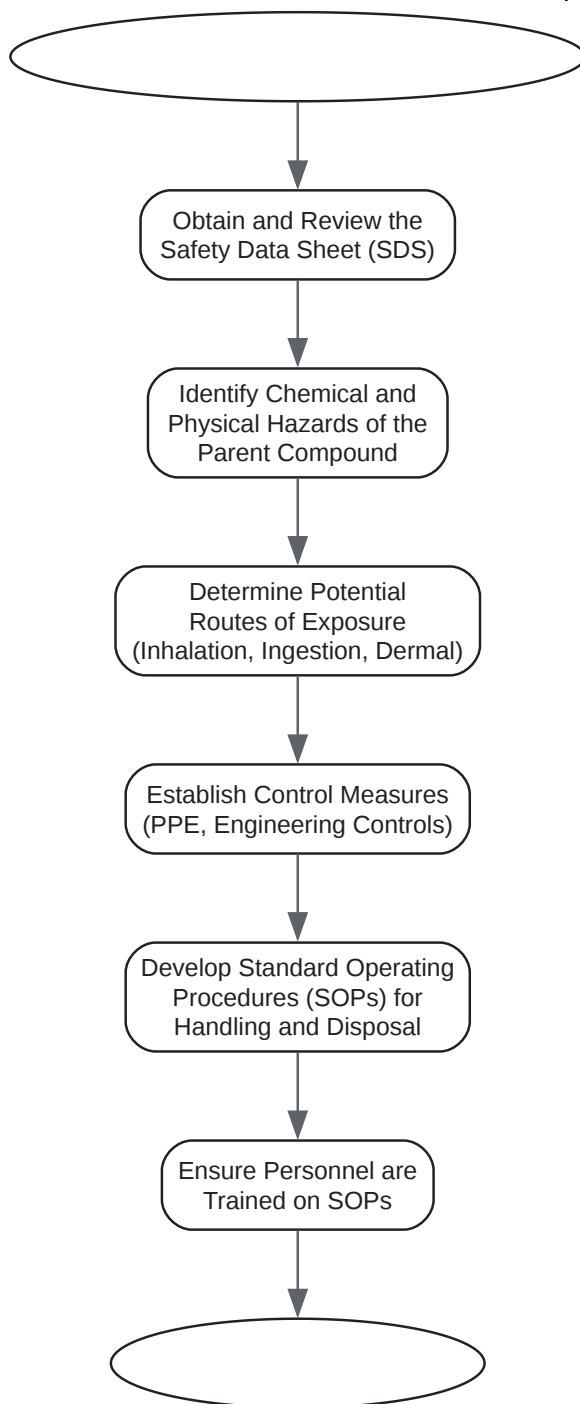 Obtain and Review the
Safety Data Sheet (SDS)
Identify Chemical and
Physical Hazards of the
Parent Compound
Determine Potential
Routes of Exposure
(Inhalation, Ingestion, Dermal)
Establish Control Measures
(PPE, Engineering Controls)
Develop Standard Operating
Procedures (SOPs) for
Handling and Disposal
Ensure Personnel are
Trained on SOPs